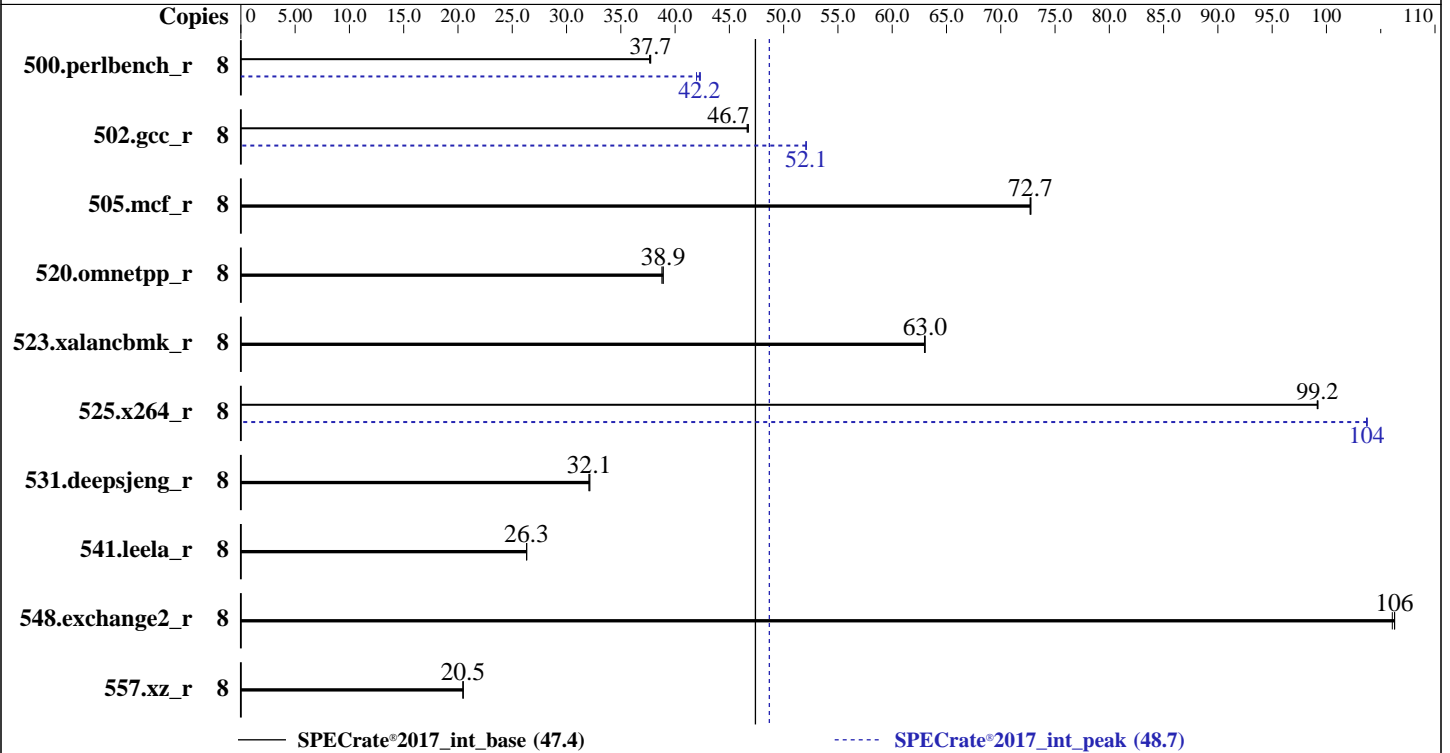 Copies 0 5.00 10.0 15.0 20.0 25.0 30.0 35.0 40.0 45.0 50.0 55.0 60.0 65.0 70.0 75.0 80.0 85.0 90.0 95.0 100 110
500.perlbench_r 8 37.7
42.2
502.gcc_r 8 46.7
52.1
505.mcf_r 8 72.7
520.omnetpp_r 8 38.9
523.xalancbmk_r 8 63.0
525.x264_r 8 99.2
104
531.deepsjeng_r 8 32.1
541.leela_r 8 26.3
548.exchange2_r 8 106
557.xz_r 8 20.5
SPECrate®2017_int_base (47.4) SPECrate®2017_int_peak (48.7)